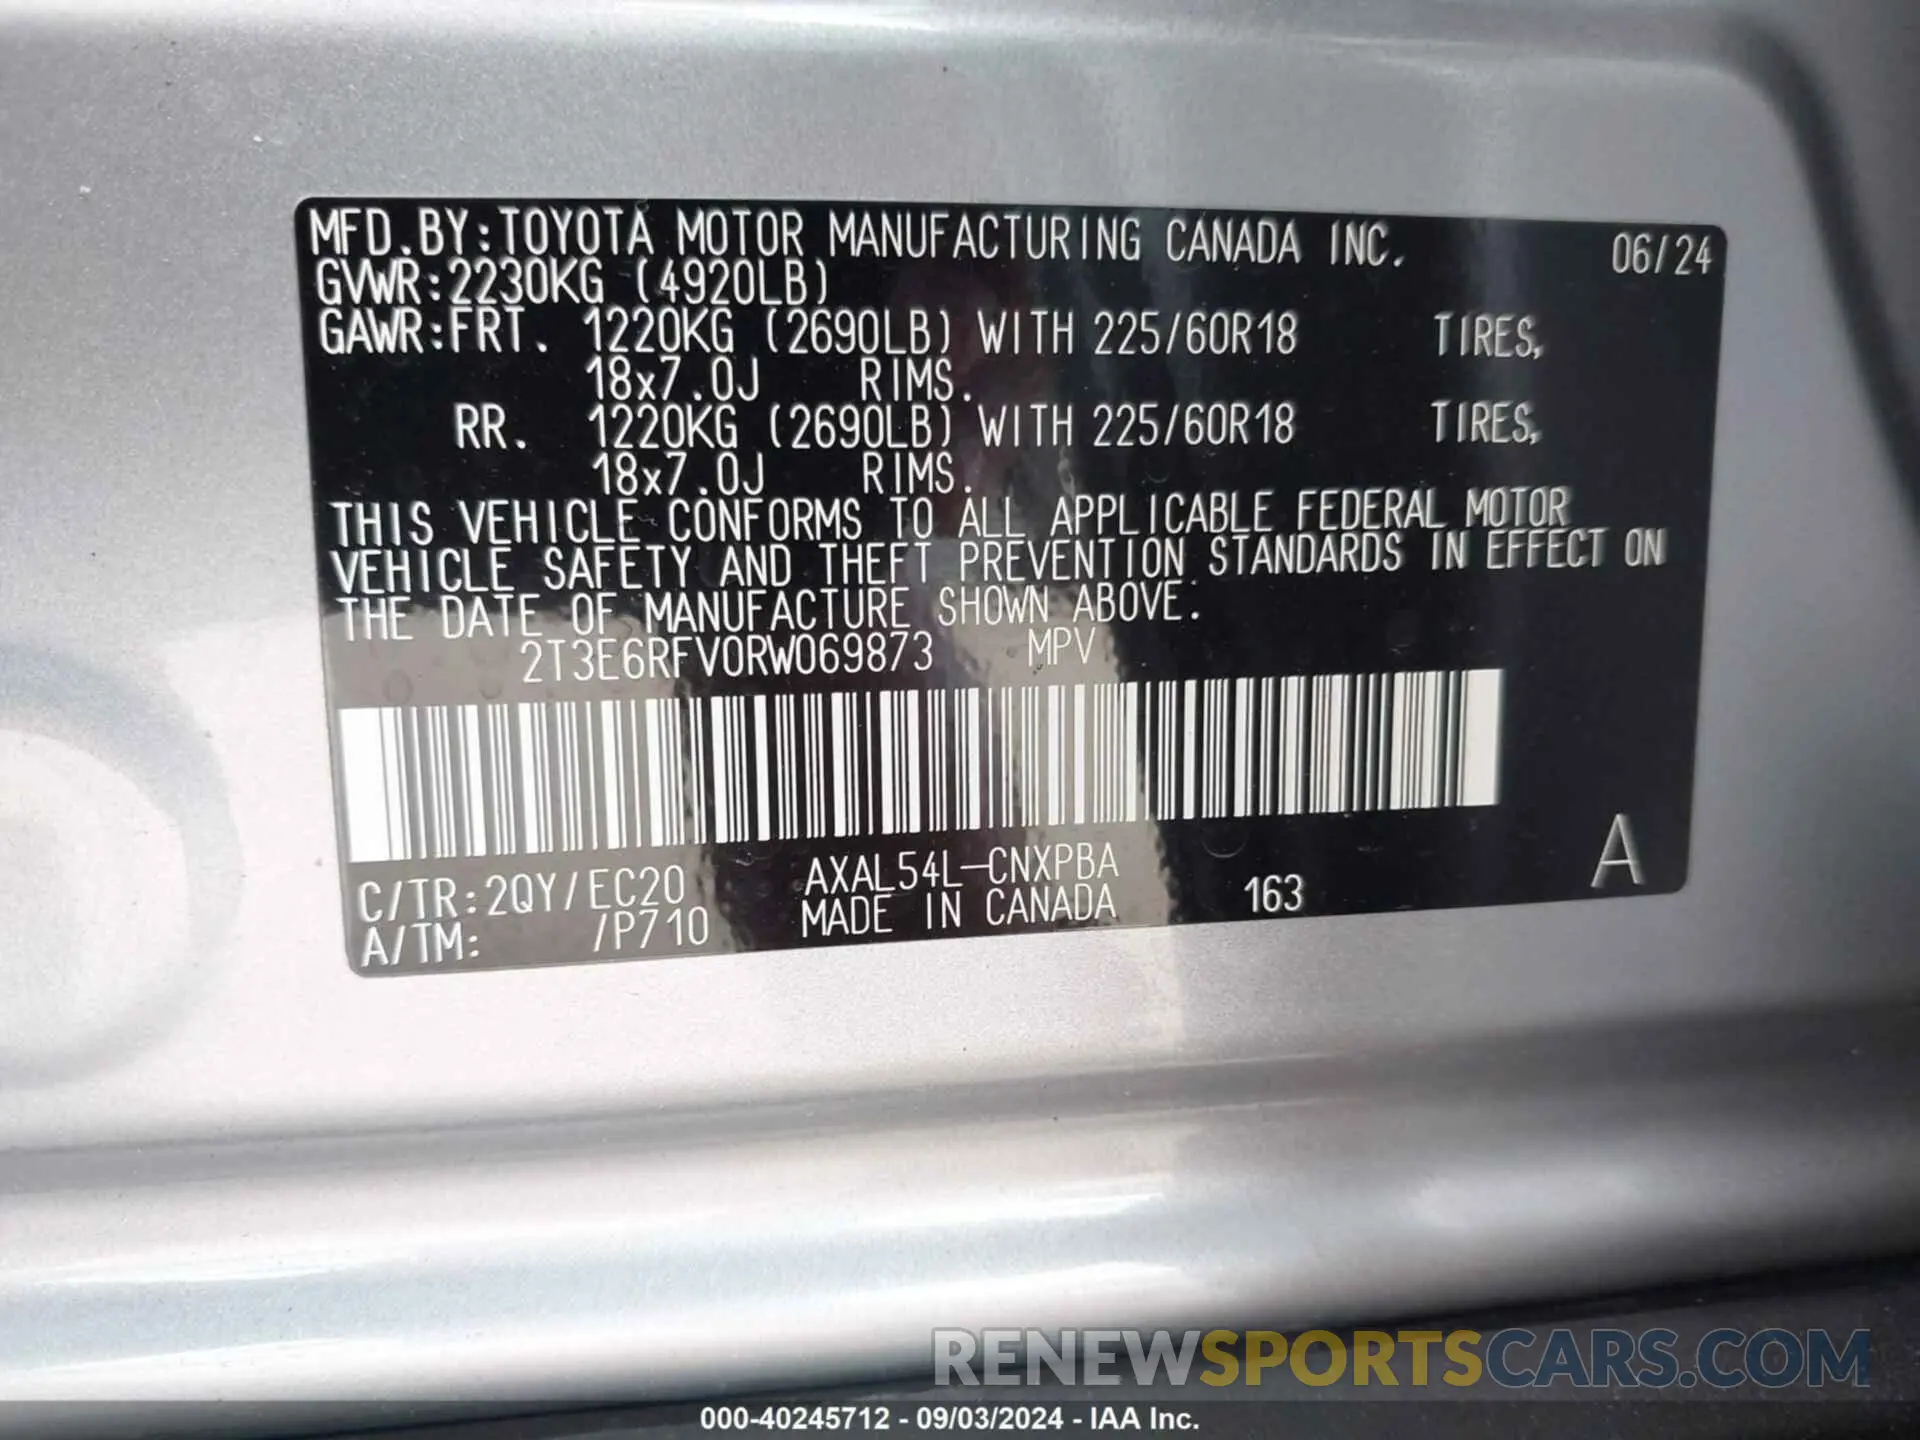 MFD.BY:TOYOTA MOTOR MANUFACTURING CANADA INC. 06/24
GVWR:2230KG (4920LB)
GAWR:FRT. 1220KG (2690LB) WITH 225/60R18 TIRES,
18x7.0J RIMS.
RR. 1220KG (2690LB) WITH 225/60R18 TIRES,
18x7.0J RIMS.
THIS VEHICLE CONFORMS TO ALL APPLICABLE FEDERAL MOTOR
VEHICLE SAFETY AND THEFT PREVENTION STANDARDS IN EFFECT ON
THE DATE OF MANUFACTURE SHOWN ABOVE.
2T3E6RFV0RW069873 MPV
C/TR:2QY/EC20 AXAL54L-CNXPBA 163 A
A/TM: /P710 MADE IN CANADA
RENEWSPORTSCARS.COM
000-40245712 - 09/03/2024 - IAA Inc.